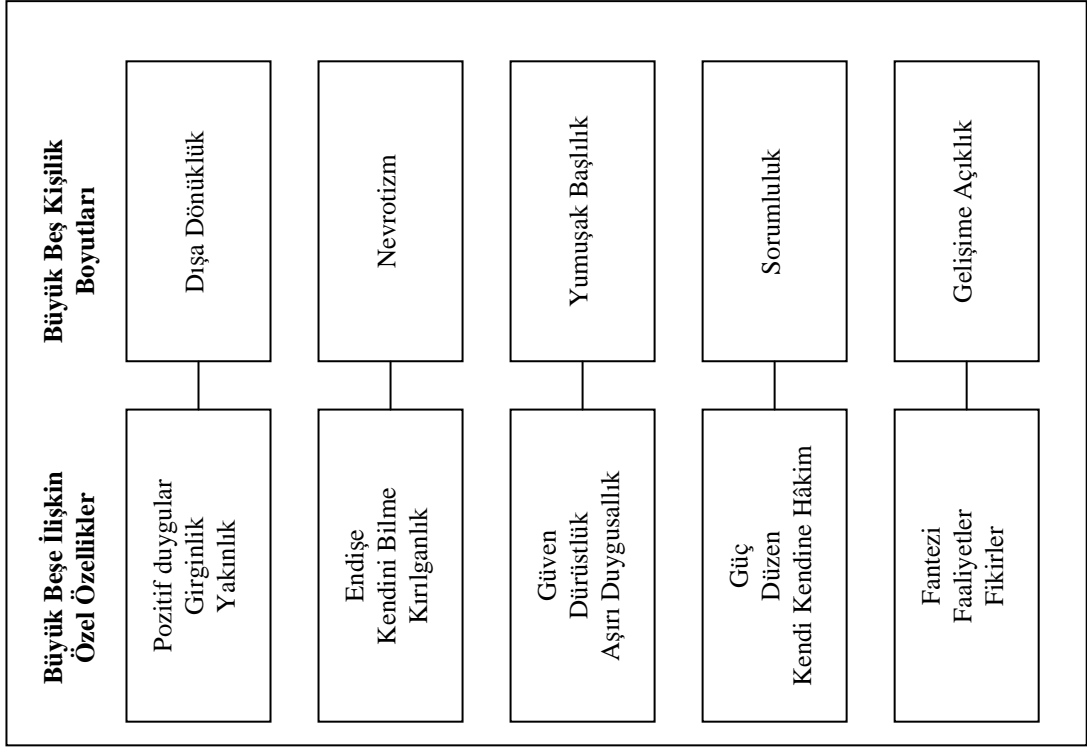 Büyük Beşe İlişkin
Özel Özellikler
Büyük Beş Kişilik
Boyutları
Pozitif duygular
Girginlik
Yakınlık
Dışa Dönüklük
Endişe
Kendini Bilme
Kırılganlık
Nevrotizm
Güven
Dürüstlük
Aşırı Duygusallık
Yumuşak Başlılık
Güç
Düzen
Kendi Kendine Hâkim
Sorumluluk
Fantezi
Faaliyetler
Fikirler
Gelişime Açıklık